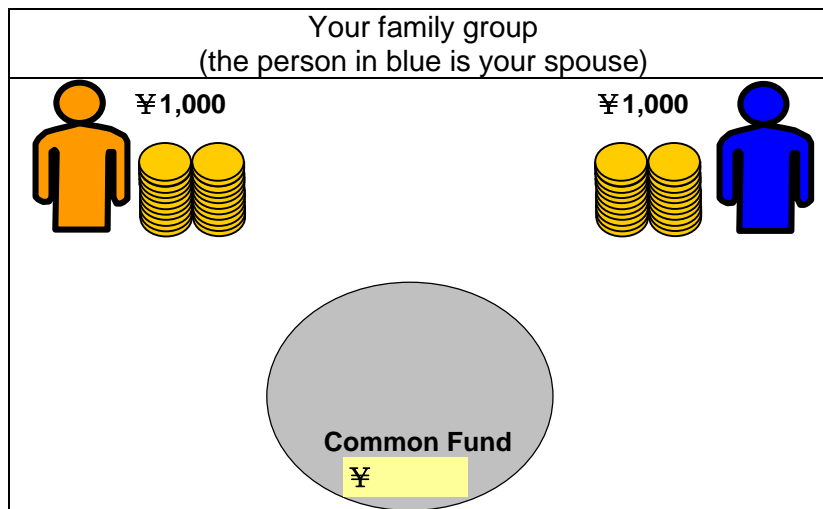 Your family group
(the person in blue is your spouse)
¥1,000
¥1,000
Common Fund
¥